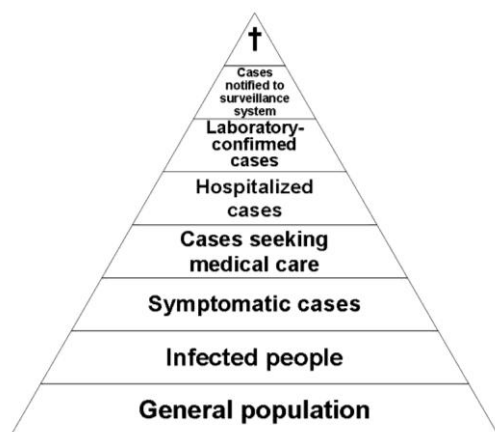 †
Cases
notified to
surveillance
system
Laboratory-
confirmed
cases
Hospitalized
cases
Cases seeking
medical care
Symptomatic cases
Infected people
General population